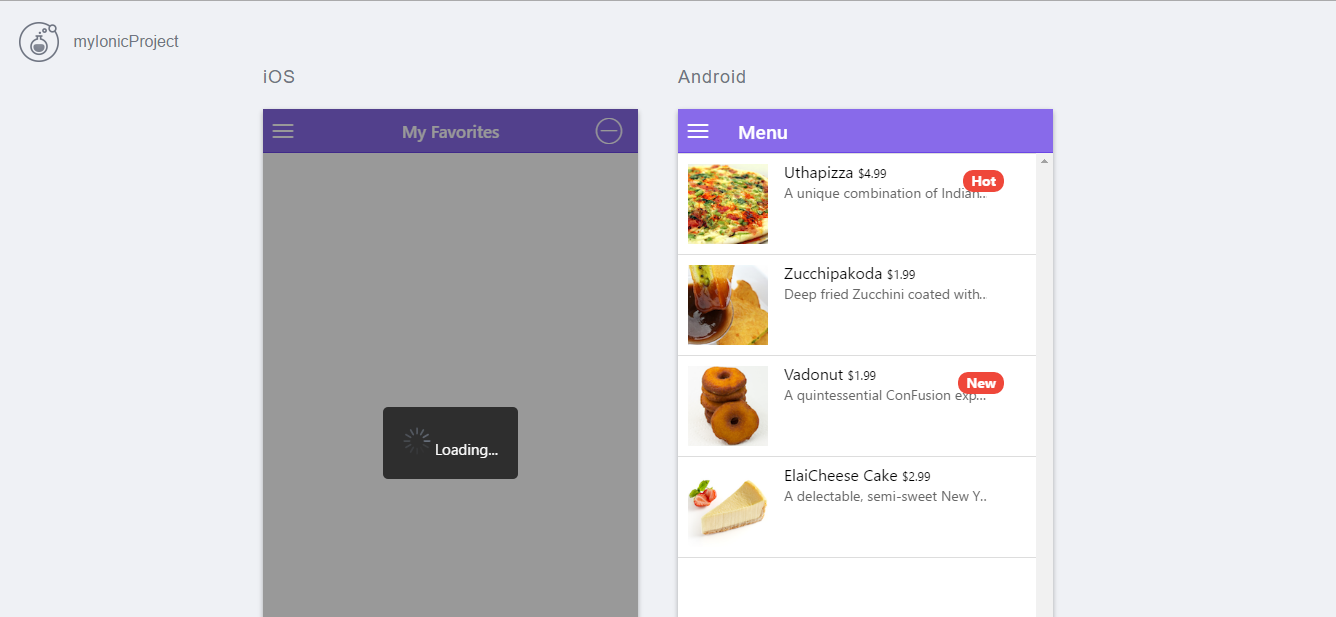 myIonicProject
iOS
Android
My Favorites
Loading...
Menu
Uthapizza $4.99
Hot
A unique combination of Indian..
Zucchipakoda $1.99
Deep fried Zucchini coated with..
Vadonut $1.99
New
A quintessential ConFusion exp...
ElaiCheese Cake $2.99
A delectable, semi-sweet New Y..